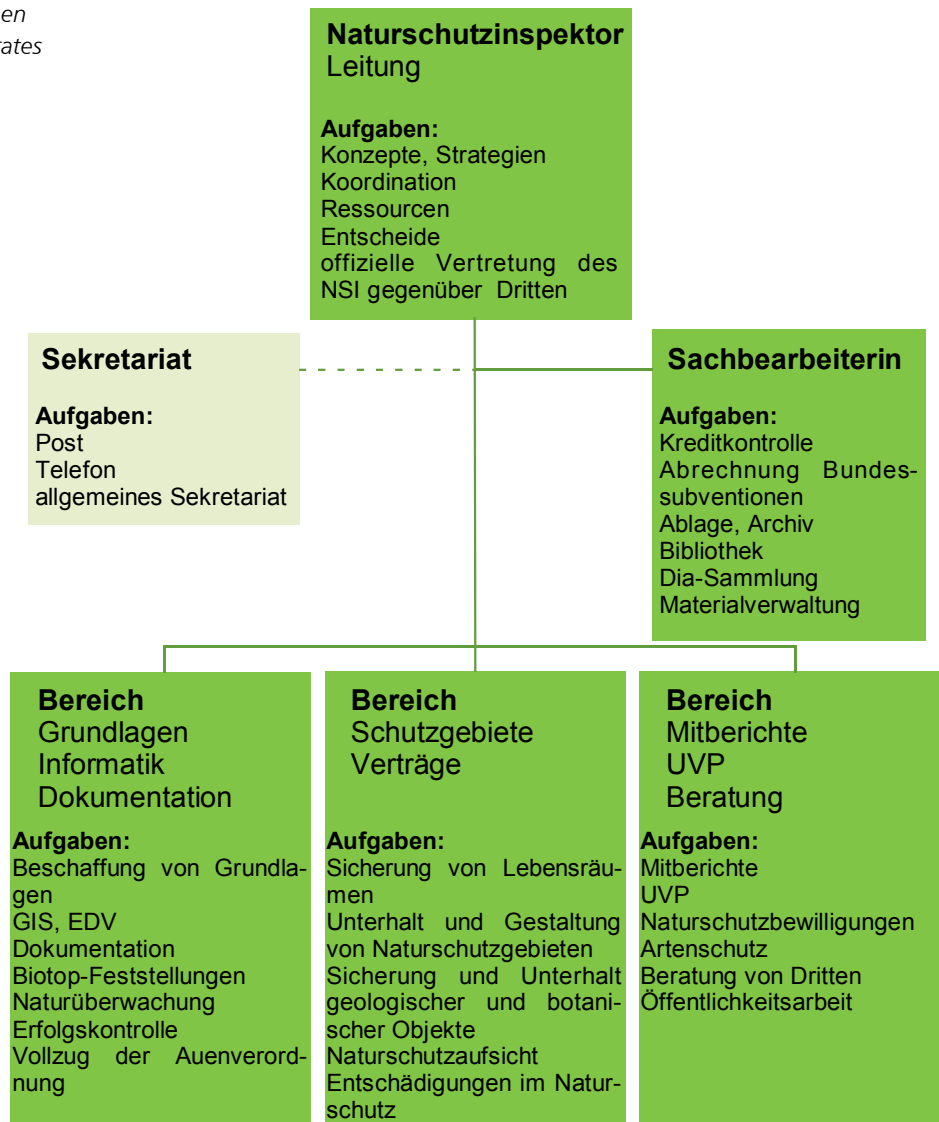 en
rates
Naturschutzinspektor
Leitung
Aufgaben:
Konzepte, Strategien
Koordination
Ressourcen
Entscheide
offizielle Vertretung des
NSI gegenüber Dritten
Sekretariat
Aufgaben:
Post
Telefon
allgemeines Sekretariat
Sachbearbeiterin
Aufgaben:
Kreditkontrolle
Abrechnung Bundes-
subventionen
Ablage, Archiv
Bibliothek
Dia-Sammlung
Materialverwaltung
Bereich
Grundlagen
Informatik
Dokumentation
Aufgaben:
Beschaffung von Grundla-
gen
GIS, EDV
Dokumentation
Biotop-Feststellungen
Naturüberwachung
Erfolgskontrolle
Vollzug der Auenverord-
nung
Bereich
Schutzgebiete
Verträge
Aufgaben:
Sicherung von Lebensräu-
men
Unterhalt und Gestaltung
von Naturschutzgebieten
Sicherung und Unterhalt
geologischer und botani-
scher Objekte
Naturschutzaufsicht
Entschädigungen im Natur-
schutz
Bereich
Mitberichte
UVP
Beratung
Aufgaben:
Mitberichte
UVP
Naturschutzbewilligungen
Artenschutz
Beratung von Dritten
Öffentlichkeitsarbeit